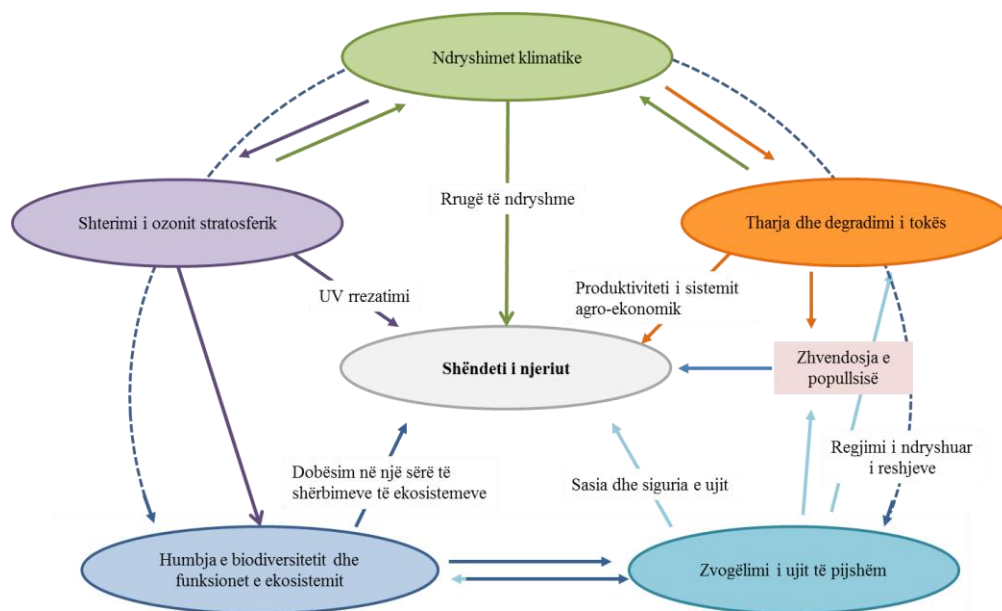 Ndryshimet klimatike
Shterimi i ozonit stratosferik
Rrugë të ndryshme
Tharja dhe degradimi i tokës
UV rrezatimi
Produktiviteti i sistemit
agro-ekonomik
Shëndeti i njeriut
Zhvendosja e
popullsisë
Dobësim në një sërë të
shërbimeve të ekosistemeve
Sasia dhe siguria e ujit
Regjimi i ndryshuar
i reshjeve
Humbja e biodiversitetit dhe
funksionet e ekosistemit
Zvogëlimi i ujit të pijshëm